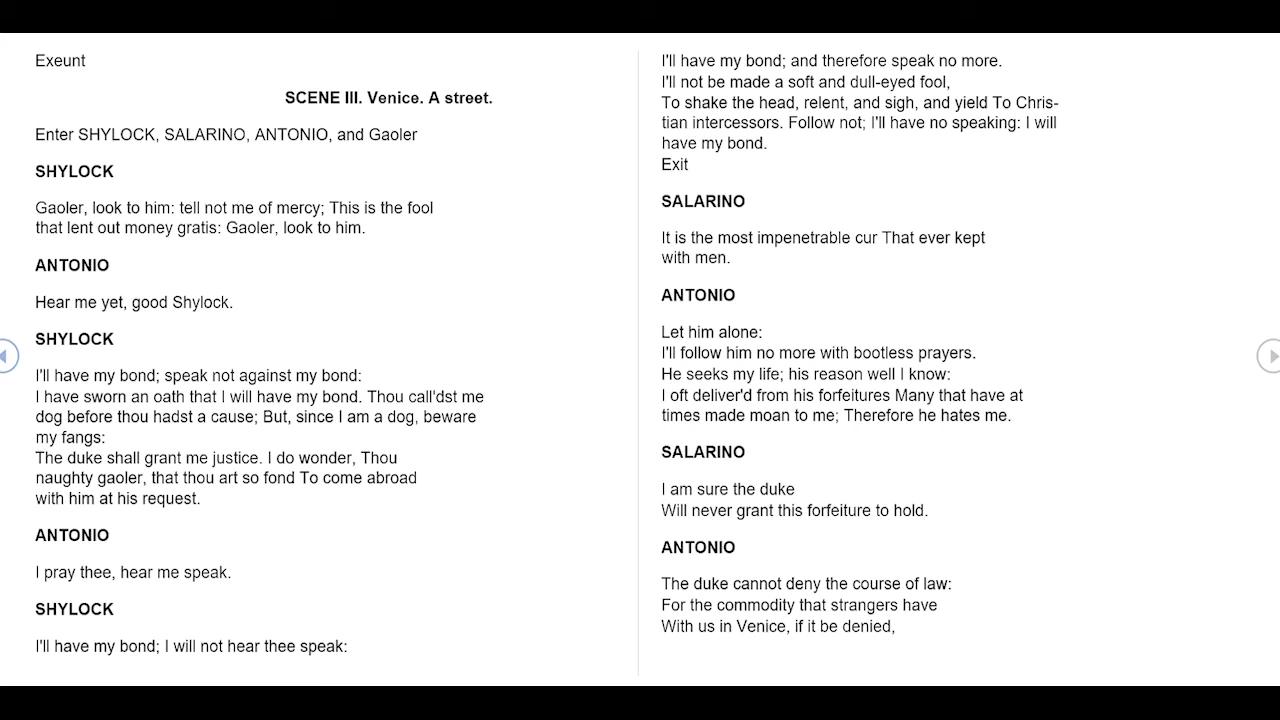 Exeunt
SCENE III. Venice. A street.
Enter SHYLOCK, SALARINO, ANTONIO, and Gaoler
SHYLOCK
Gaoler, look to him: tell not me of mercy; This is the fool
that lent out money gratis: Gaoler, look to him.
ANTONIO
Hear me yet, good Shylock.
SHYLOCK
I'll have my bond; speak not against my bond:
I have sworn an oath that I will have my bond. Thou call'dst me
dog before thou hadst a cause; But, since I am a dog, beware
my fangs:
The duke shall grant me justice. I do wonder, Thou
naughty gaoler, that thou art so fond To come abroad
with him at his request.
ANTONIO
I pray thee, hear me speak.
SHYLOCK
I'll have my bond; I will not hear thee speak:
I'll have my bond; and therefore speak no more.
I'll not be made a soft and dull-eyed fool,
To shake the head, relent, and sigh, and yield To Chris-
tian intercessors. Follow not; I'll have no speaking: I will
have my bond.
Exit
SALARINO
It is the most impenetrable cur That ever kept
with men.
ANTONIO
Let him alone:
I'll follow him no more with bootless prayers.
He seeks my life; his reason well I know:
I oft deliver'd from his forfeitures Many that have at
times made moan to me; Therefore he hates me.
SALARINO
I am sure the duke
Will never grant this forfeiture to hold.
ANTONIO
The duke cannot deny the course of law:
For the commodity that strangers have
With us in Venice, if it be denied,